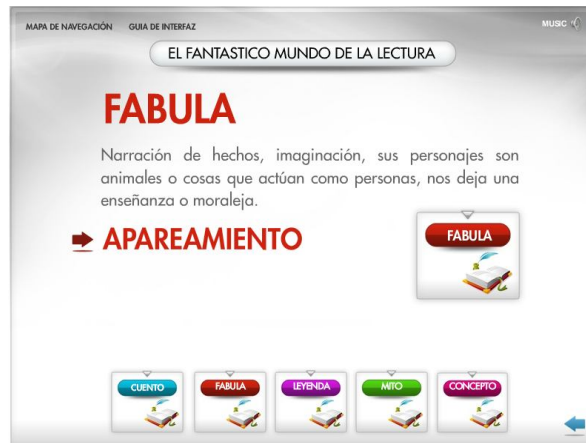 MAPA DE NAVEGACIÓN GUIA DE INTERFAZ MUSIC
EL FANTASTICO MUNDO DE LA LECTURA
FABULA
Narración de hechos, imaginación, sus personajes son
animales o cosas que actúan como personas, nos deja una
enseñanza o moraleja.
APAREAMIENTO
FABULA
CUENTO FABULA LEYENDA MITO CONCEPTO